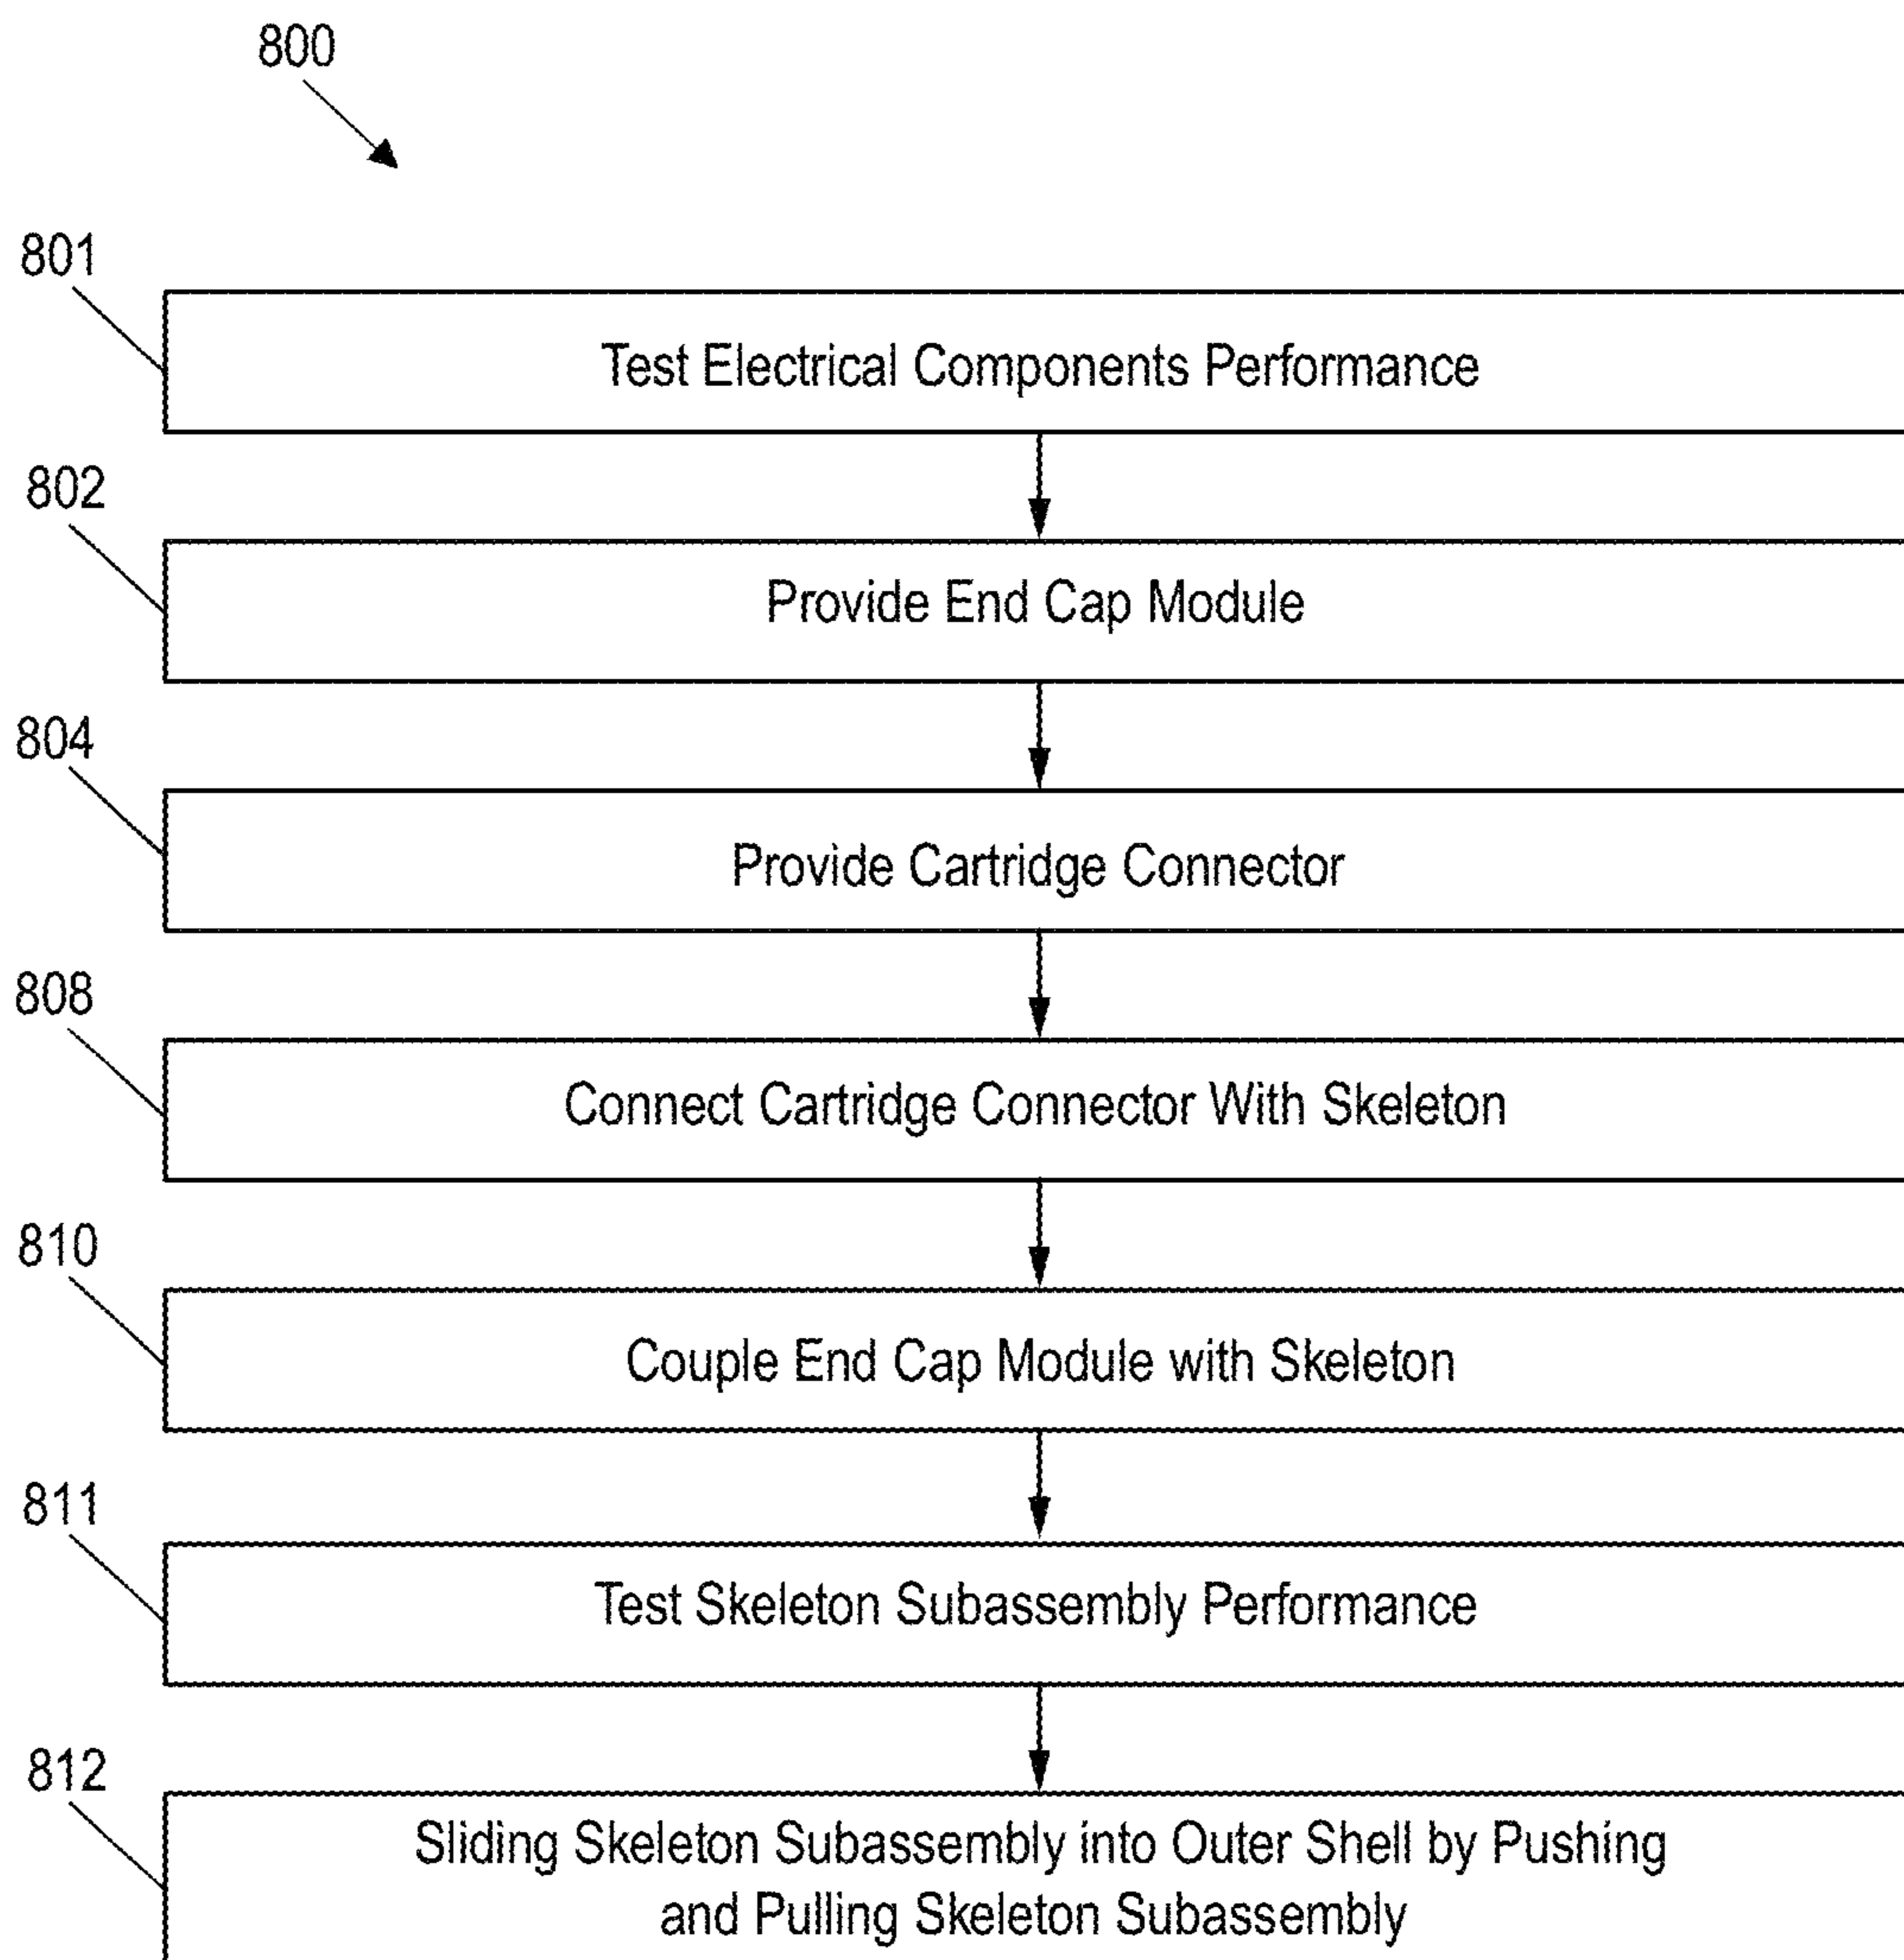 800
801
Test Electrical Components Performance
802
Provide End Cap Module
804
Provide Cartridge Connector
808
Connect Cartridge Connector With Skeleton
810
Couple End Cap Module with Skeleton
811
Test Skeleton Subassembly Performance
812
Sliding Skeleton Subassembly into Outer Shell by Pushing
and Pulling Skeleton Subassembly